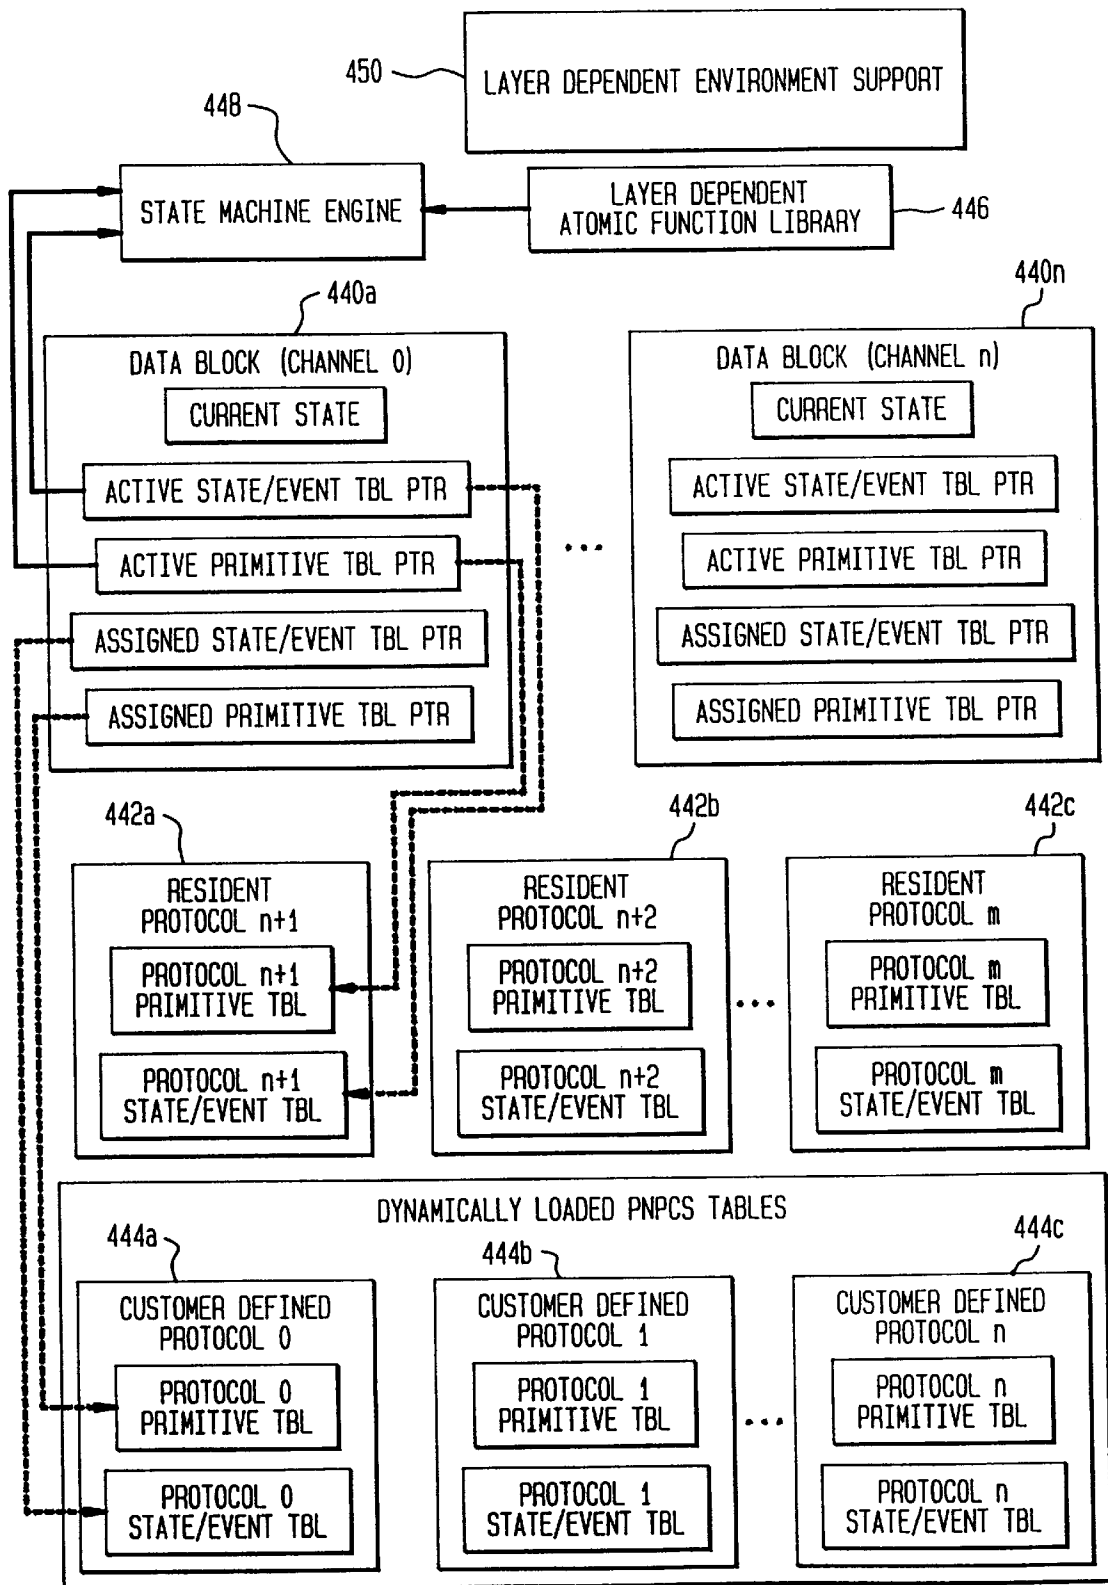 450
LAYER DEPENDENT ENVIRONMENT SUPPORT
448
STATE MACHINE ENGINE
LAYER DEPENDENT
ATOMIC FUNCTION LIBRARY
446
440a
DATA BLOCK (CHANNEL 0)
CURRENT STATE
ACTIVE STATE/EVENT TBL PTR
ACTIVE PRIMITIVE TBL PTR
ASSIGNED STATE/EVENT TBL PTR
ASSIGNED PRIMITIVE TBL PTR
...
440n
DATA BLOCK (CHANNEL n)
CURRENT STATE
ACTIVE STATE/EVENT TBL PTR
ACTIVE PRIMITIVE TBL PTR
ASSIGNED STATE/EVENT TBL PTR
ASSIGNED PRIMITIVE TBL PTR
442a
RESIDENT
PROTOCOL n+1
PROTOCOL n+1
PRIMITIVE TBL
PROTOCOL n+1
STATE/EVENT TBL
442b
RESIDENT
PROTOCOL n+2
PROTOCOL n+2
PRIMITIVE TBL
PROTOCOL n+2
STATE/EVENT TBL
...
442c
RESIDENT
PROTOCOL m
PROTOCOL m
PRIMITIVE TBL
PROTOCOL m
STATE/EVENT TBL
DYNAMICALLY LOADED PNPCS TABLES
444a
CUSTOMER DEFINED
PROTOCOL 0
PROTOCOL 0
PRIMITIVE TBL
PROTOCOL 0
STATE/EVENT TBL
444b
CUSTOMER DEFINED
PROTOCOL 1
PROTOCOL 1
PRIMITIVE TBL
PROTOCOL 1
STATE/EVENT TBL
...
444c
CUSTOMER DEFINED
PROTOCOL n
PROTOCOL n
PRIMITIVE TBL
PROTOCOL n
STATE/EVENT TBL